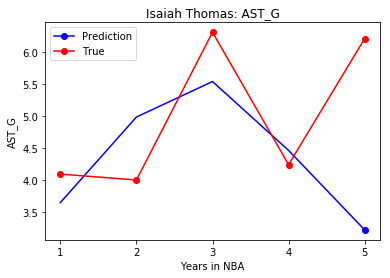 Isaiah Thomas: AST_G
Prediction
True
AST_G
6.0
5.5
5.0
4.5
4.0
3.5
1 2 3 4 5
Years in NBA